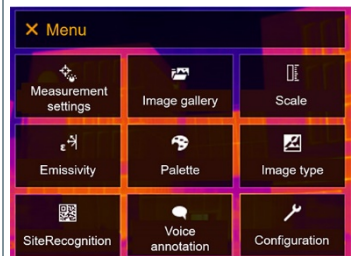 × Menu
Measurement
settings
Image gallery
Scale
ε
Emissivity
Palette
Image type
SiteRecognition
Voice
annotation
Configuration